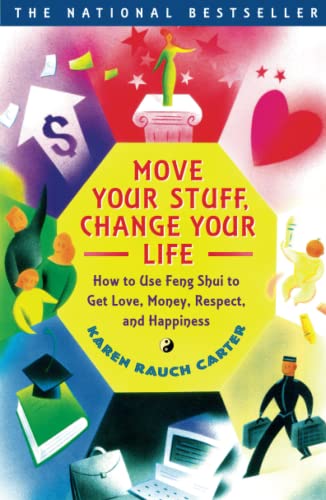 THE NATIONAL BESTSELLER
$
MOVE
YOUR STUFF,
CHANGE YOUR
LIFE
How to Use Feng Shui to
Get Love, Money, Respect,
and Happiness
KAREN RAUCH CARTER